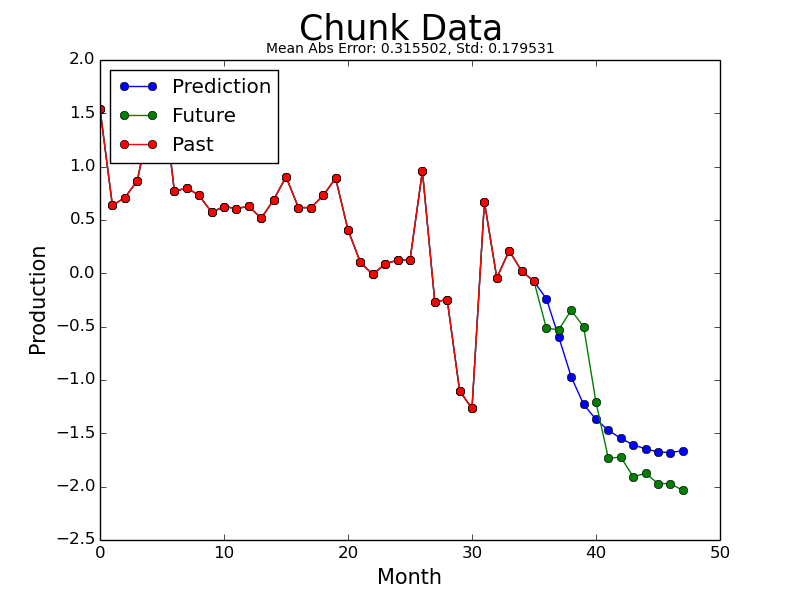 Chunk Data
Mean Abs Error: 0.315502, Std: 0.179531
2.0
1.5
1.0
0.5
0.0
−0.5
−1.0
−1.5
−2.0
−2.5
Production
Prediction
Future
Past
0 10 20 30 40 50
Month